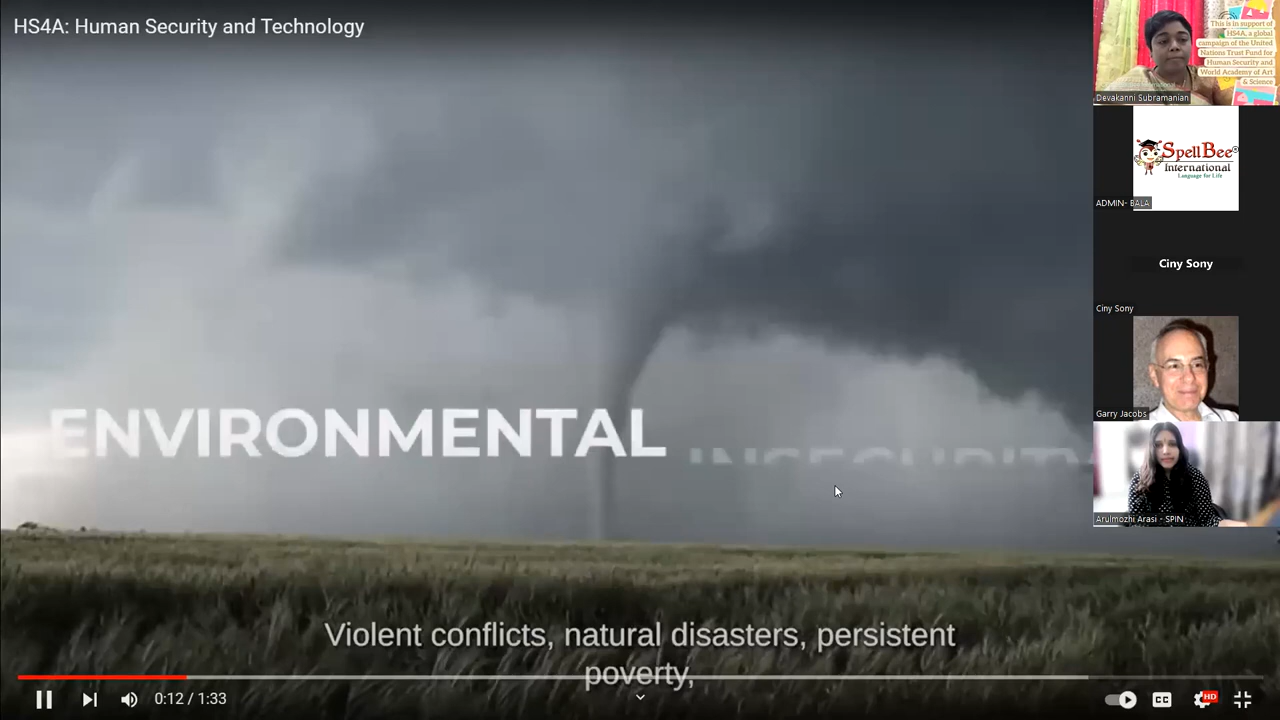 HS4A: Human Security and Technology
This is in support of
HS4A, a global
campaign of the United
Nations Trust Fund for
Human Security and
World Academy of Art
& Science
Devakanni Subramanian
SpellBee®
International
Language for Life
ADMIN- BALA
Ciny Sony
Ciny Sony
Garry Jacobs
Arulmozhi Arasi - SPIN
ENVIRONMENTAL INSECURITY
Violent conflicts, natural disasters, persistent
poverty,
0:12 / 1:33
CC
HD